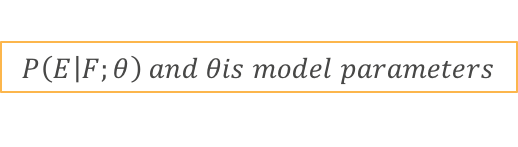 P(E|F; θ) and θis model parameters